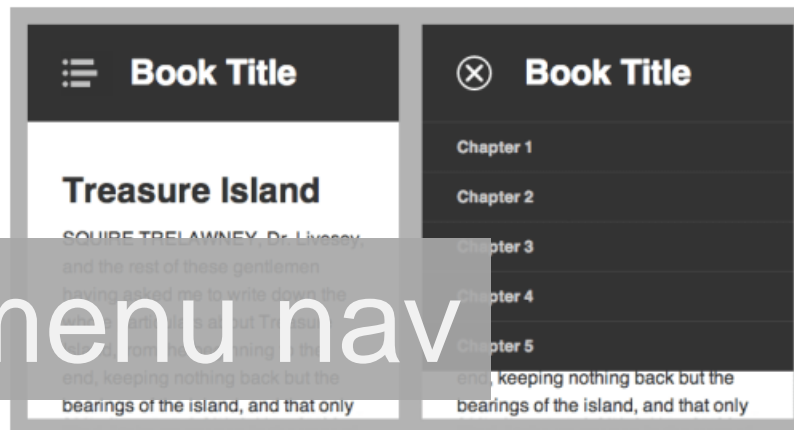 Book Title
Treasure Island
SQUIRE TRELAWNEY, Dr. Livesey,
and the rest of these gentlemen
having asked me to write down the
end, keeping nothing back but the
bearings of the island, and that only
Book Title
Chapter 1
Chapter 2
Chapter 3
Chapter 4
Chapter 5
end, keeping nothing back but the
bearings of the island, and that only
menu nav